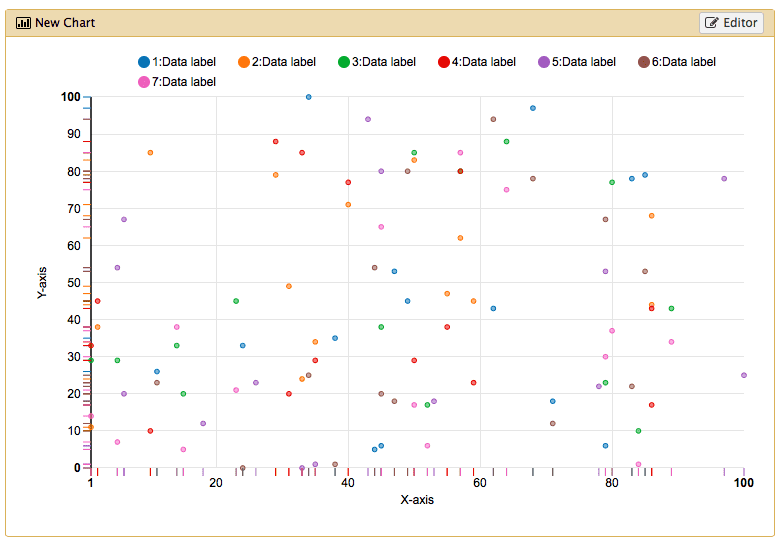 New Chart Editor
1:Data label 2:Data label 3:Data label 4:Data label 5:Data label 6:Data label
7:Data label
100
90
80
70
60
50
40
30
20
10
0
Y-axis
1 20 40 60 80 100
X-axis